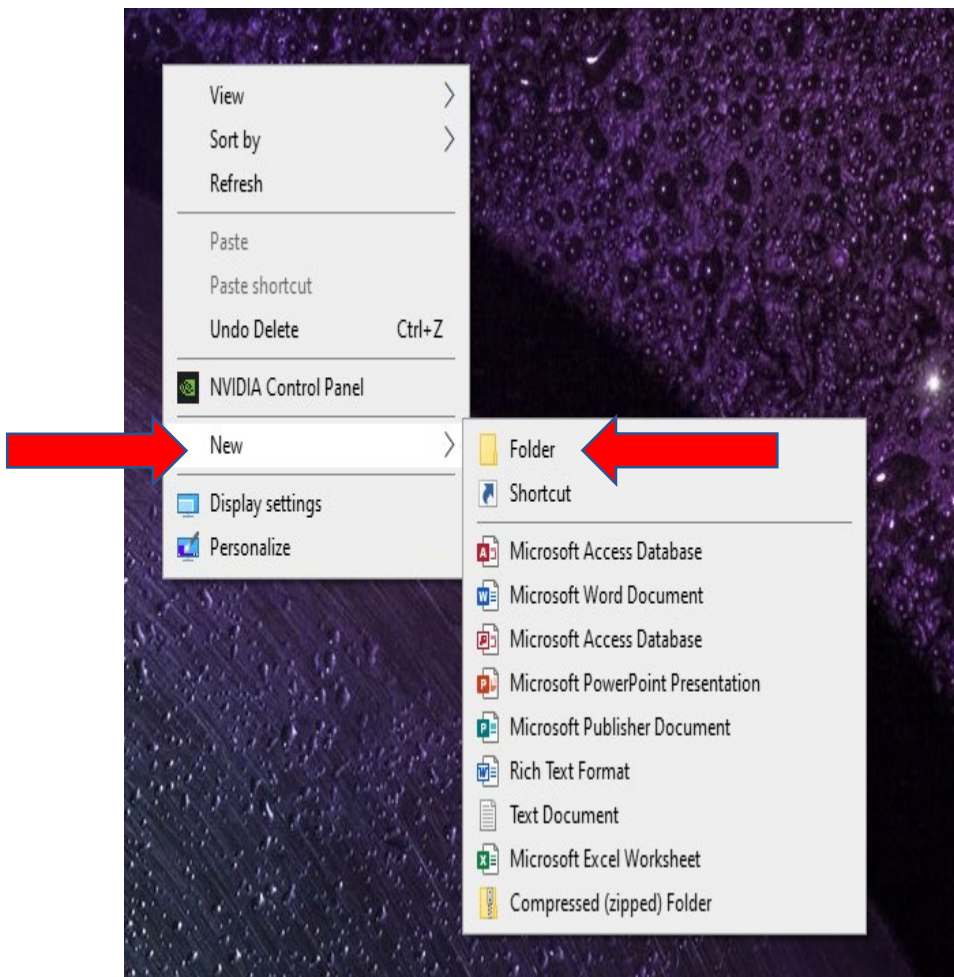 View
Sort by
Refresh
Paste
Paste shortcut
Undo Delete Ctrl+Z
NVIDIA Control Panel
New
Display settings
Personalize
Folder
Shortcut
Microsoft Access Database
Microsoft Word Document
Microsoft Access Database
Microsoft PowerPoint Presentation
Microsoft Publisher Document
Rich Text Format
Text Document
Microsoft Excel Worksheet
Compressed (zipped) Folder